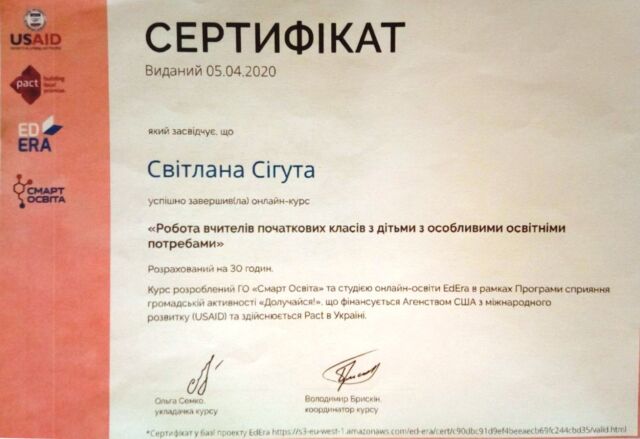 USAID
pact
СЕРТИФІКАТ
Виданий 05.04.2020
ED
ERA
який засвідчує, що
Світлана Сігута
СМАРТ
ОСВІТА
успішно завершив(ла) онлайн-курс
«Робота вчителів початкових класів з дітьми з особливими освітніми
потребами»
Розрахований на 30 годин.
Курс розроблений ГО «Смарт Освіта» та студією онлайн-освіти EdEra в рамках Програми сприяння
громадській активності «Долучайся!», що фінансується Агенством США з міжнародного
розвитку (USAID) та здійснюється Pact в Україні.
Ольга Семко,
укладачка курсу
Володимир Брискін,
координатор курсу